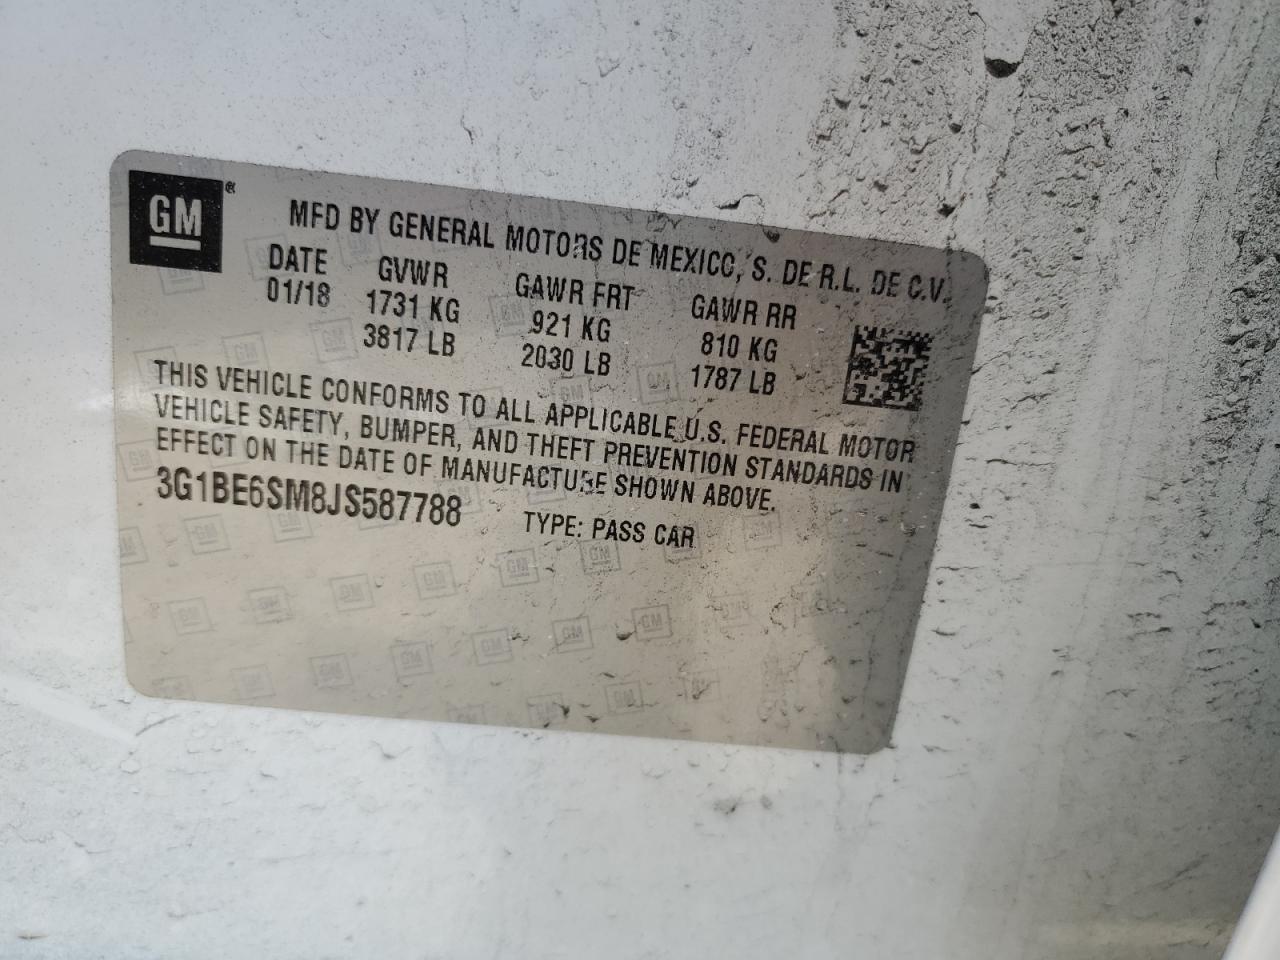 GM®
MFD BY GENERAL MOTORS DE MEXICO, S. DE R.L. DE C.V.
DATE GVWR GAWR FRT GAWR RR
01/18 1731 KG 921 KG 810 KG
3817 LB 2030 LB 1787 LB
THIS VEHICLE CONFORMS TO ALL APPLICABLE U.S. FEDERAL MOTOR
VEHICLE SAFETY, BUMPER, AND THEFT PREVENTION STANDARDS IN
EFFECT ON THE DATE OF MANUFACTURE SHOWN ABOVE.
3G1BE6SM8JS587788 TYPE: PASS CAR